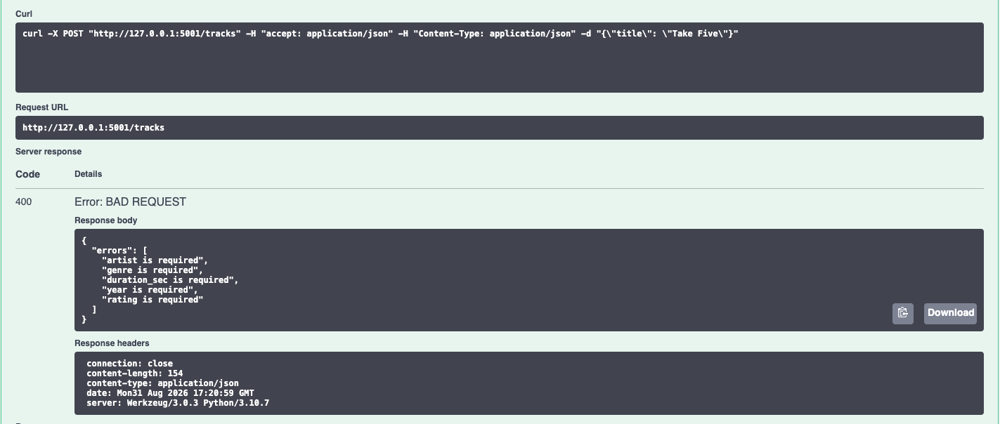 Curl
curl -X POST "http://127.0.0.1:5001/tracks" -H "accept: application/json" -H "Content-Type: application/json" -d "{\"title\": \"Take Five\"}"
Request URL
http://127.0.0.1:5001/tracks
Server response
Code Details
400 Error: BAD REQUEST
Response body
{
  "errors": [
    "artist is required",
    "genre is required",
    "duration_sec is required",
    "year is required",
    "rating is required"
  ]
}
Download
Response headers
connection: close
content-length: 154
content-type: application/json
date: Mon31 Aug 2026 17:20:59 GMT
server: Werkzeug/3.0.3 Python/3.10.7